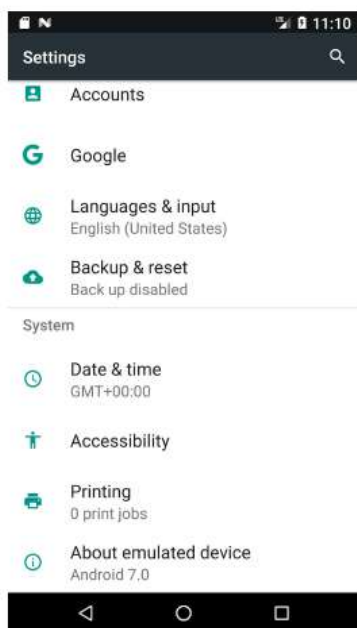 11:10
Settings
Accounts
Google
Languages & input
English (United States)
Backup & reset
Back up disabled
System
Date & time
GMT+00:00
Accessibility
Printing
0 print jobs
About emulated device
Android 7.0